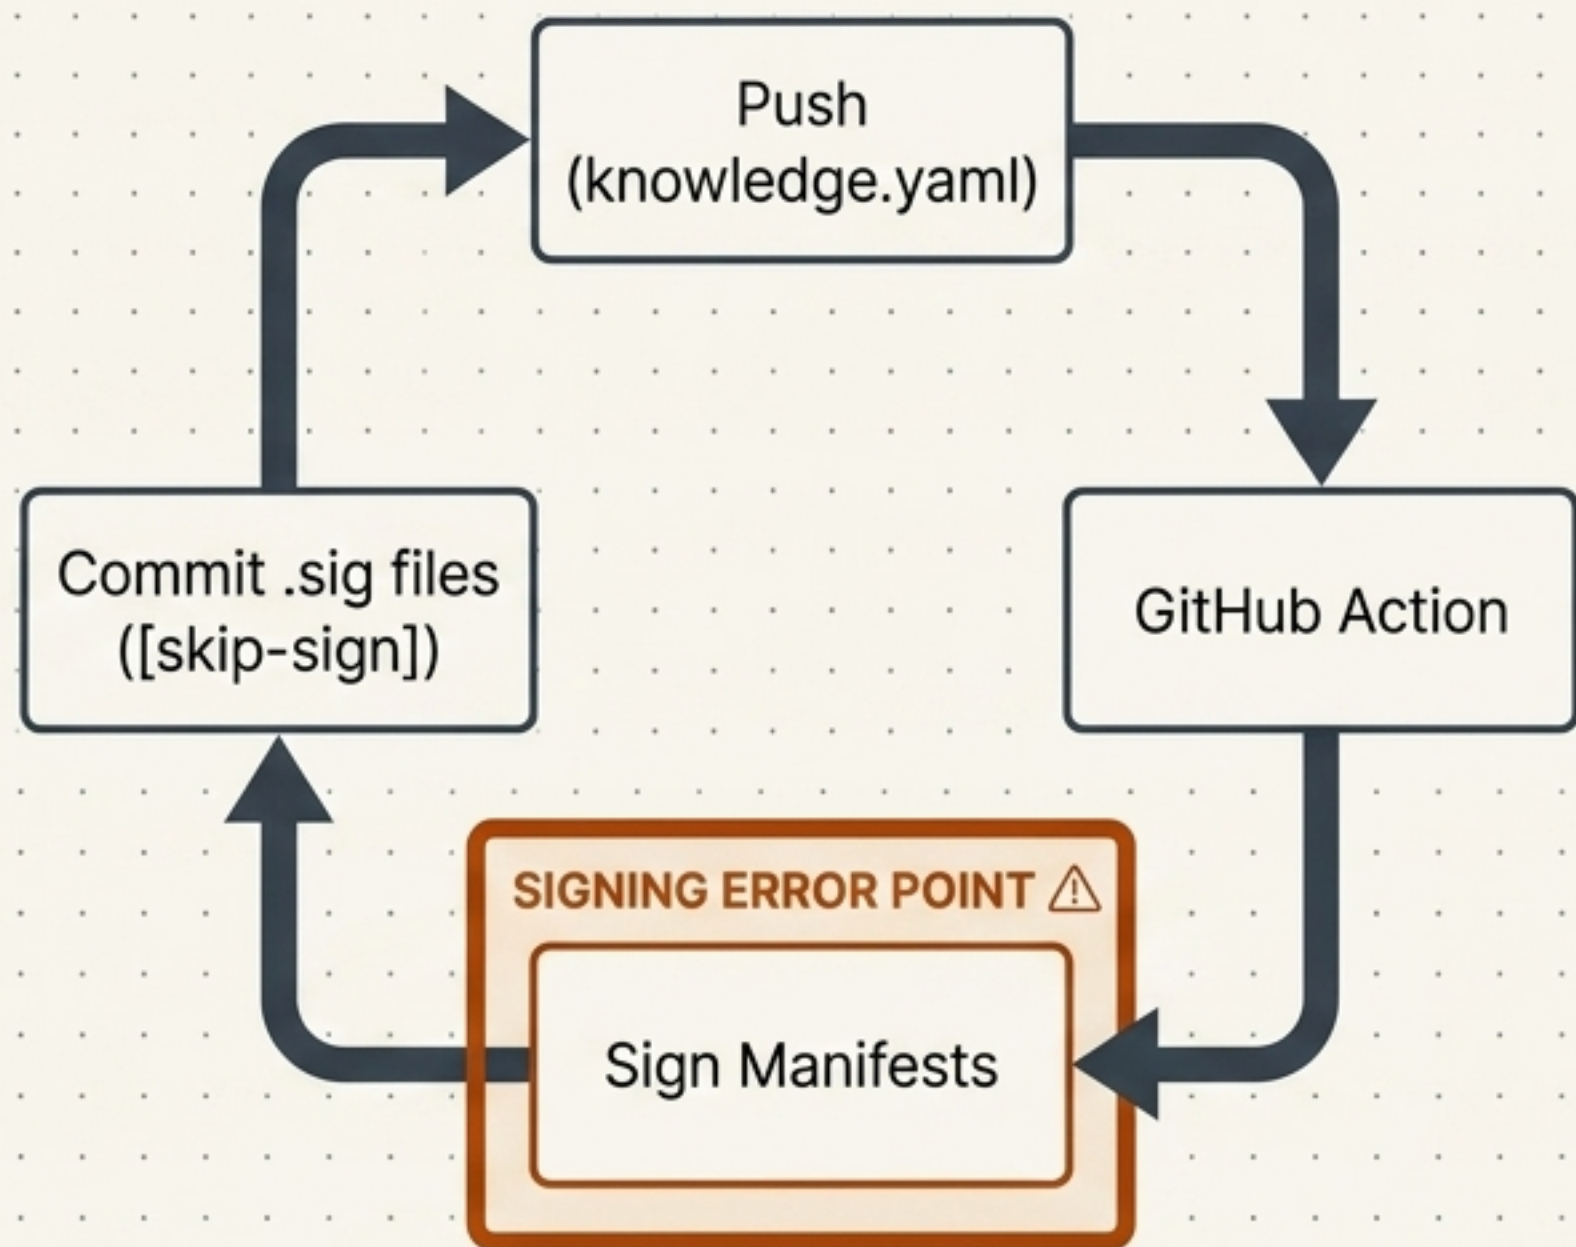 Push
(knowledge.yaml)
Commit .sig files
([skip-sign])
GitHub Action
SIGNING ERROR POINT
Sign Manifests